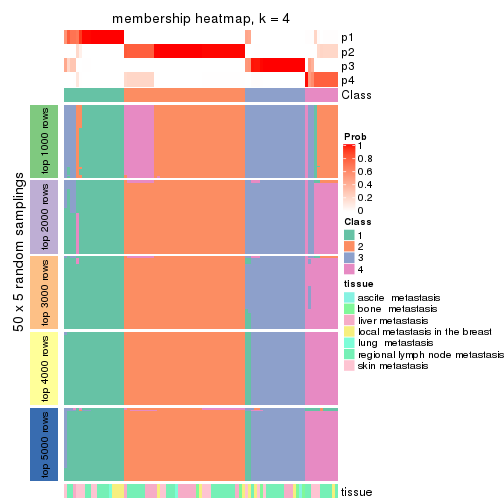 membership heatmap, k = 4
p1
p2
p3
p4
Class
50 x 5 random samplings
top 1000 rows
top 2000 rows
top 3000 rows
top 4000 rows
top 5000 rows
tissue
Prob
1
0.8
0.6
0.4
0.2
0
Class
1
2
3
4
tissue
ascite metastasis
bone metastasis
liver metastasis
local metastasis in the breast
lung metastasis
regional lymph node metastasis
skin metastasis